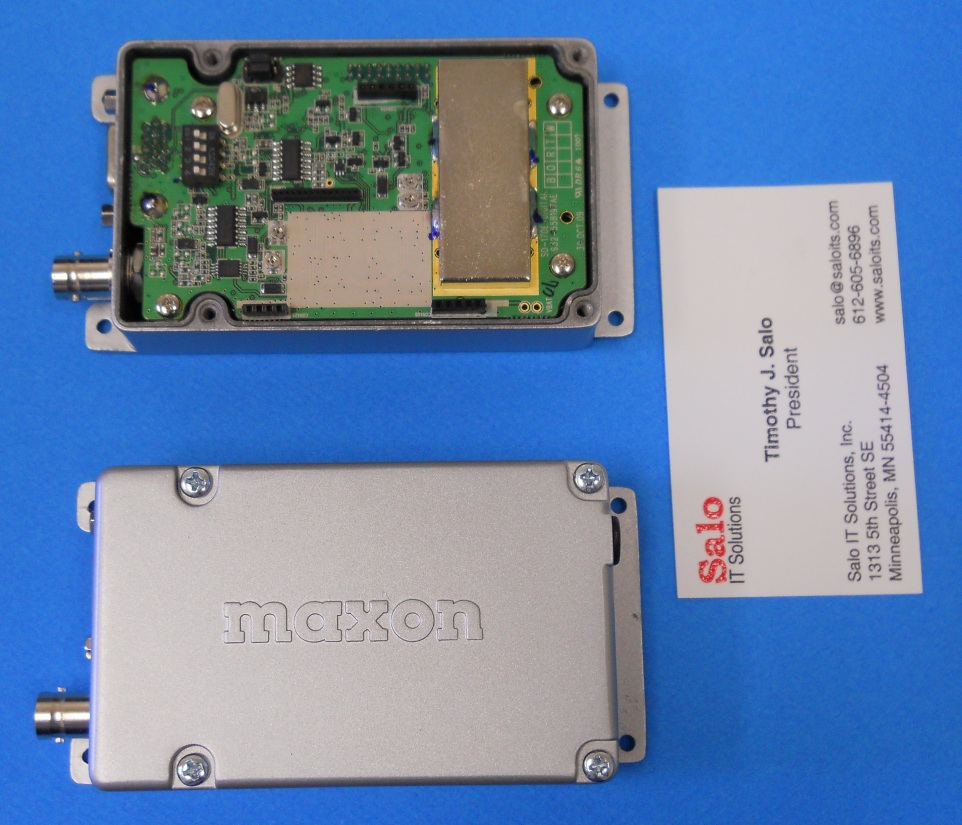 maxon
Salo
IT Solutions
Timothy J. Salo
President
Salo IT Solutions, Inc.
1313 5th Street SE
Minneapolis, MN 55414-4504
salo@saloits.com
612-605-6896
www.saloits.com